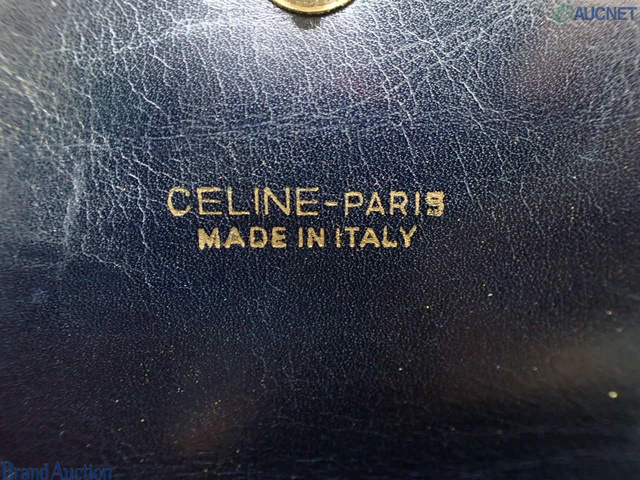 AUCNET
CELINE-PARIS
MADE IN ITALY
Brand Auction